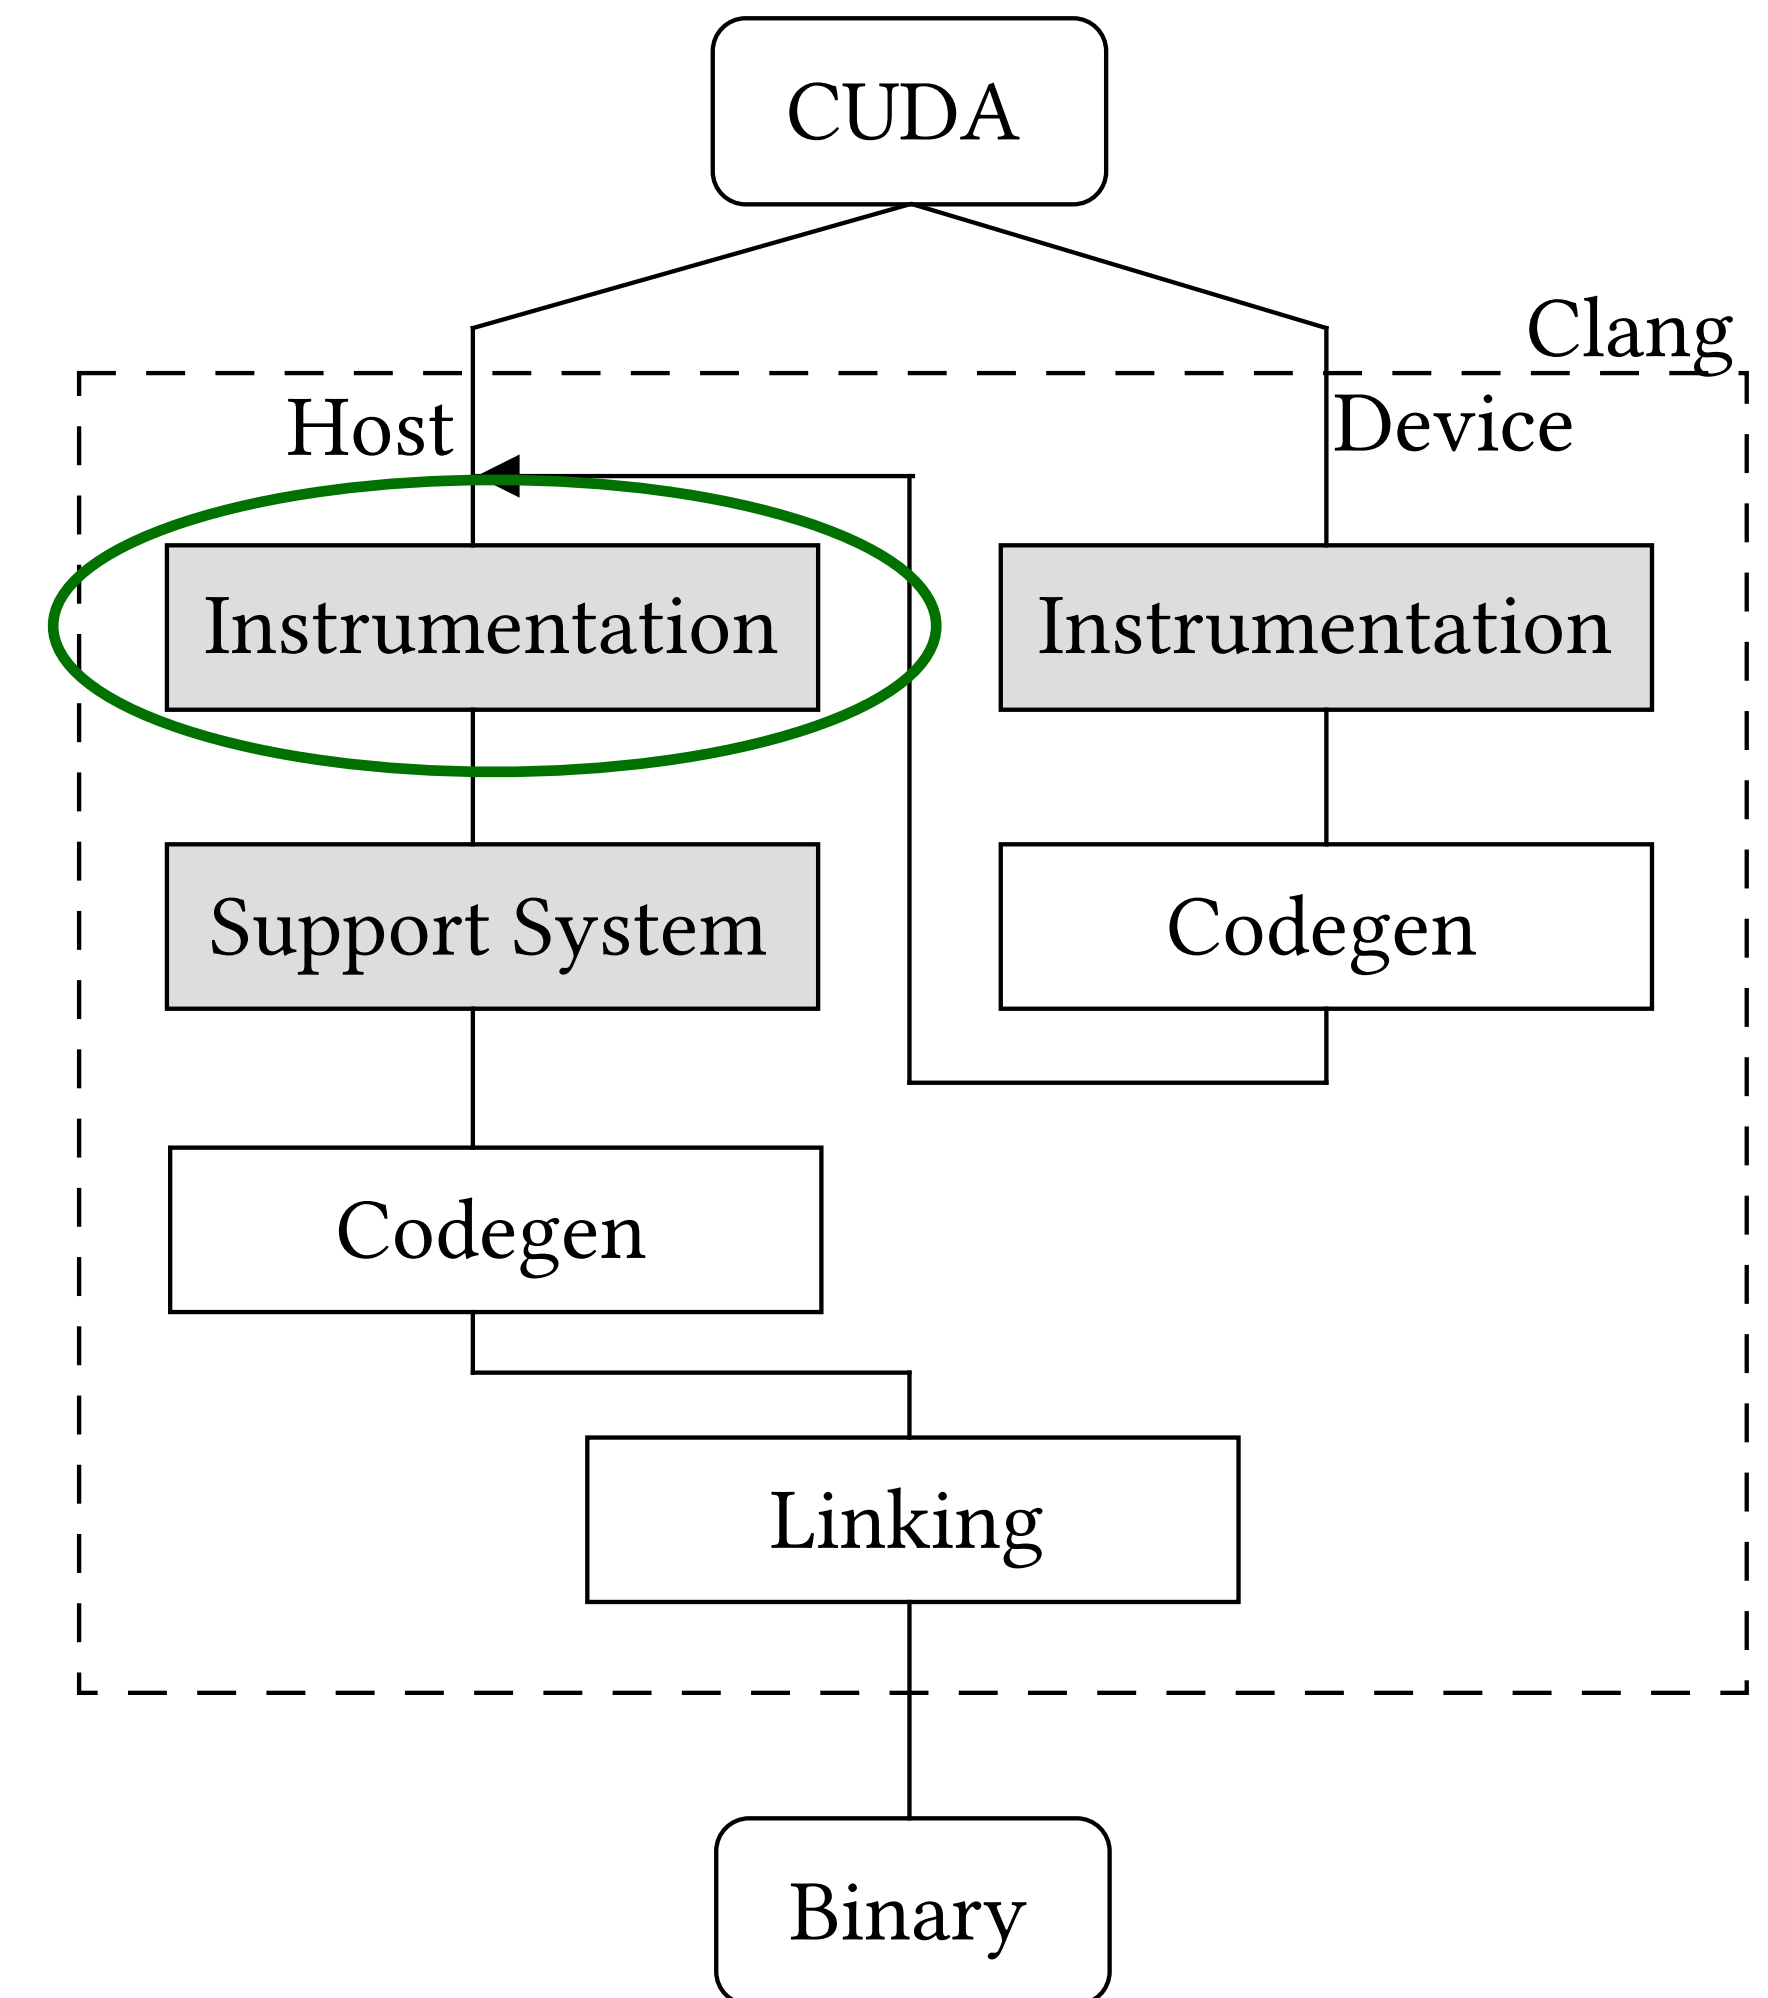 CUDA
Clang
Host
Device
Instrumentation
Instrumentation
Support System
Codegen
Codegen
Linking
Binary